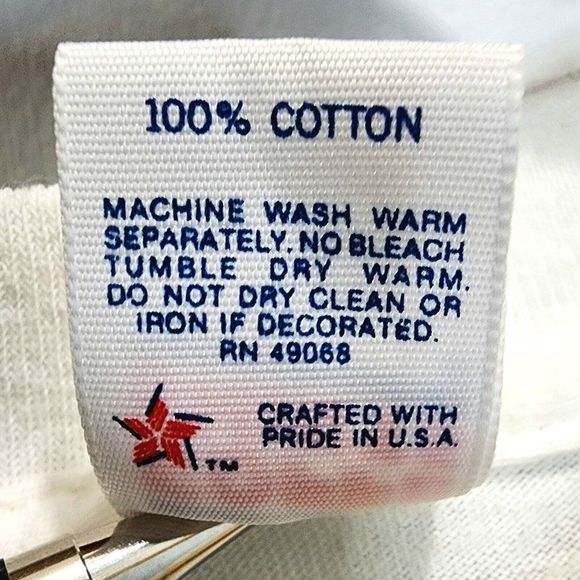 100% COTTON
MACHINE WASH WARM
SEPARATELY. NO BLEACH
TUMBLE DRY WARM.
DO NOT DRY CLEAN OR
IRON IF DECORATED.
RN 49068
CRAFTED WITH
PRIDE IN U.S.A.
TM